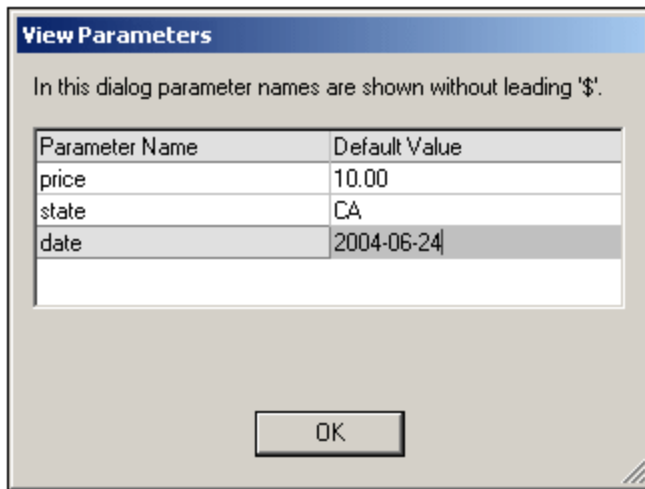 View Parameters
In this dialog parameter names are shown without leading '$'.
Parameter Name Default Value
price 10.00
state CA
date 2004-06-24
OK